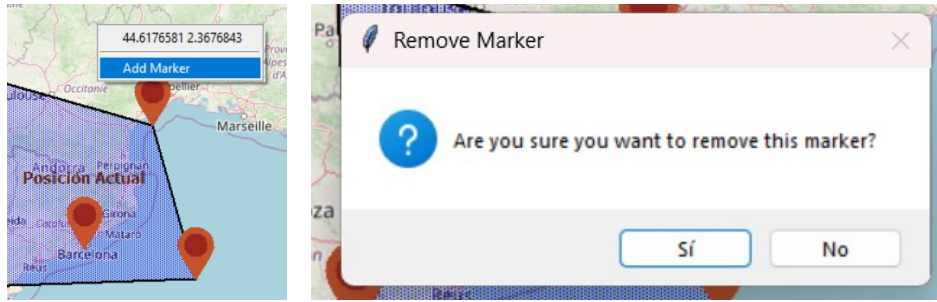 44.6176581 2.3676843
Add Marker
Occitanie
Marseille
Andorra
Perpignan
Posición Actual
Girona
Mataró
Barcelona
Reus
Remove Marker
Are you sure you want to remove this marker?
Sí
No